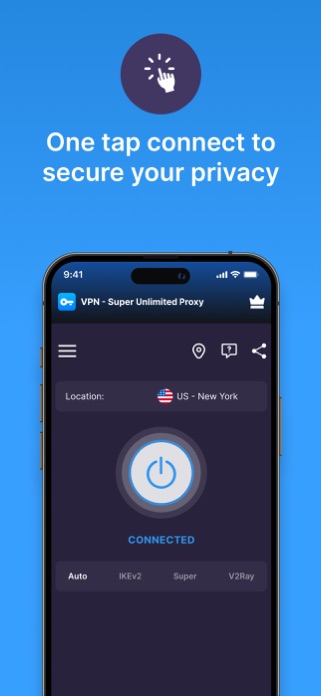 One tap connect to
secure your privacy
9:41
VPN - Super Unlimited Proxy
?
Location: US - New York
CONNECTED
Auto IKEv2 Super V2Ray